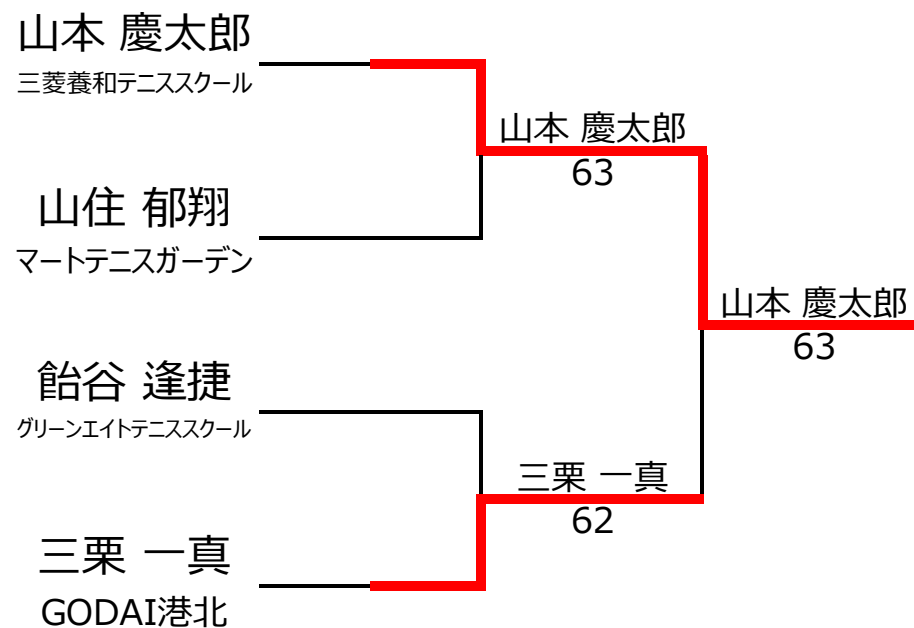 山本 慶太郎
三菱養和テニススクール
山住 郁翔
マートテニスガーデン
飴谷 逢捷
グリーンエイトテニススクール
三栗 一真
GODAI港北
山本 慶太郎
63
三栗 一真
62
山本 慶太郎
63